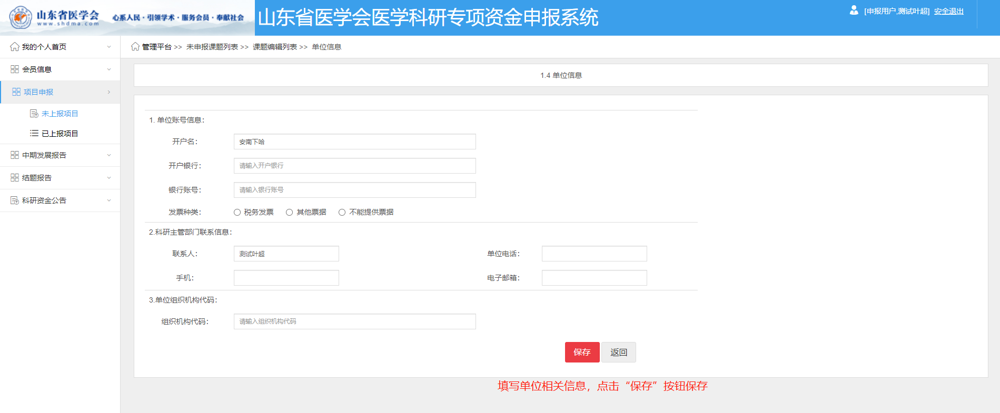 山东省医学会
www.shdma.com
心系人民·引领学术·服务会员·奉献社会
山东省医学会医学科研专项资金申报系统
[申报用户,测试叶超] 安全退出
我的个人首页
会员信息
项目申报
未上报项目
已上报项目
中期发展报告
结题报告
科研资金公告
管理平台 >> 未申报课题列表 >> 课题编辑列表 >> 单位信息
1.4 单位信息
1. 单位账号信息：
开户名： 安南下哈
开户银行： 请输入开户银行
银行账号： 请输入银行账号
发票种类： 税务发票 其他票据 不能提供票据
2.科研主管部门联系信息：
联系人： 测试叶超 单位电话：
手机： 电子邮箱：
3.单位组织机构代码：
组织机构代码： 请输入组织机构代码
保存 返回
填写单位相关信息，点击“保存”按钮保存